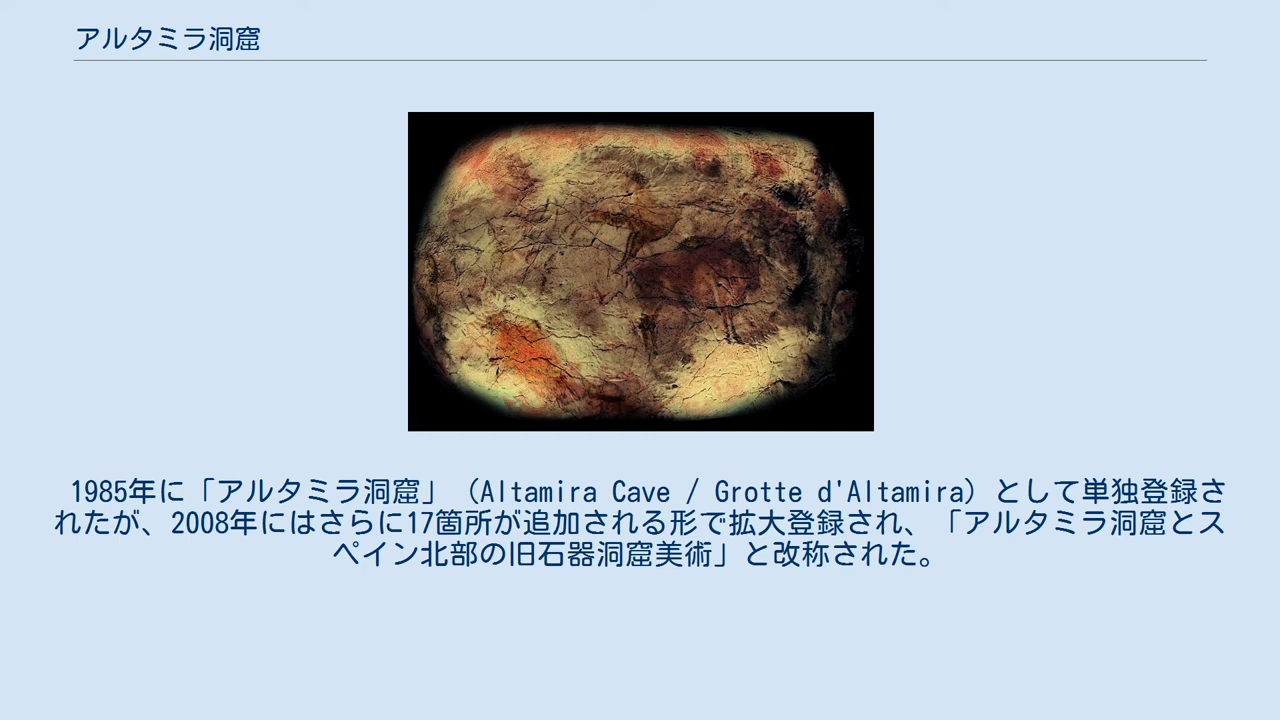 アルタミラ洞窟
1985年に「アルタミラ洞窟」（Altamira Cave / Grotte d'Altamira）として単独登録さ
れたが、2008年にはさらに17箇所が追加される形で拡大登録され、「アルタミラ洞窟とス
ペイン北部の旧石器洞窟美術」と改称された。